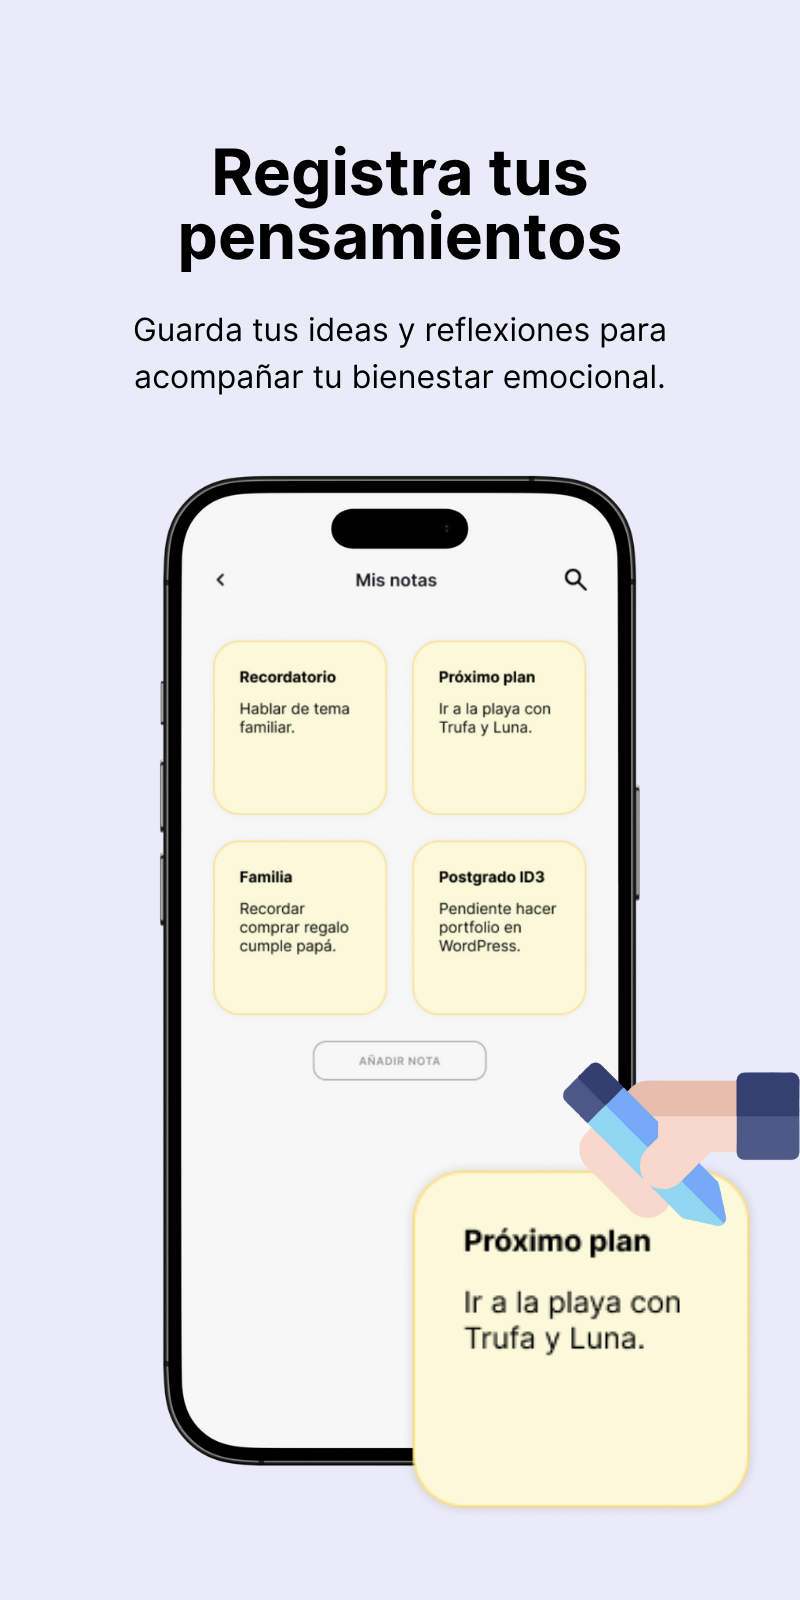 Registra tus
pensamientos
Guarda tus ideas y reflexiones para
acompañar tu bienestar emocional.
Mis notas
Recordatorio
Hablar de tema
familiar.
Próximo plan
Ir a la playa con
Trufa y Luna.
Familia
Recordar
comprar regalo
cumple papá.
Postgrado ID3
Pendiente hacer
portfolio en
WordPress.
AÑADIR NOTA
Próximo plan
Ir a la playa con
Trufa y Luna.